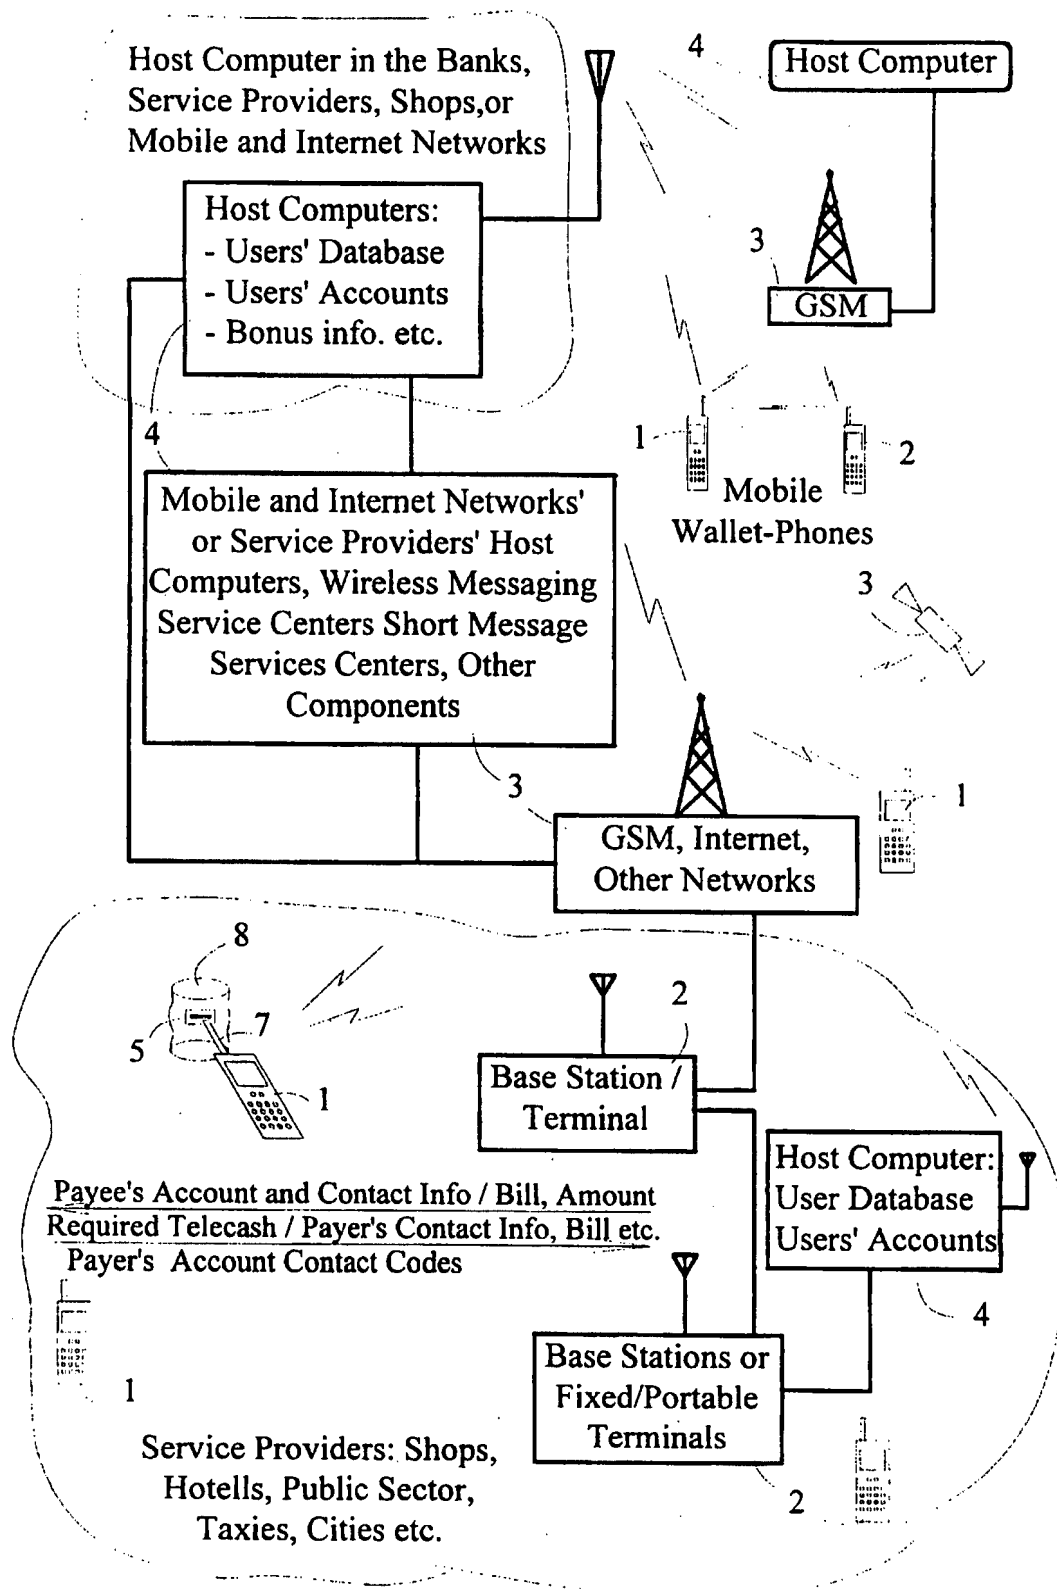 Host Computer in the Banks,
Service Providers, Shops,or
Mobile and Internet Networks
4
Host Computer
Host Computers:
- Users' Database
- Users' Accounts
- Bonus info. etc.
4
3
GSM
1
2
Mobile
Wallet-Phones
Mobile and Internet Networks'
or Service Providers' Host
Computers, Wireless Messaging
Service Centers Short Message
Services Centers, Other
Components
3
3
1
GSM, Internet,
Other Networks
8
5
7
1
2
Base Station /
Terminal
Host Computer:
User Database
Users' Accounts
4
Payee's Account and Contact Info / Bill, Amount
Required Telecash / Payer's Contact Info, Bill etc.
Payer's Account Contact Codes
1
Base Stations or
Fixed/Portable
Terminals
2
Service Providers: Shops,
Hotells, Public Sector,
Taxies, Cities etc.